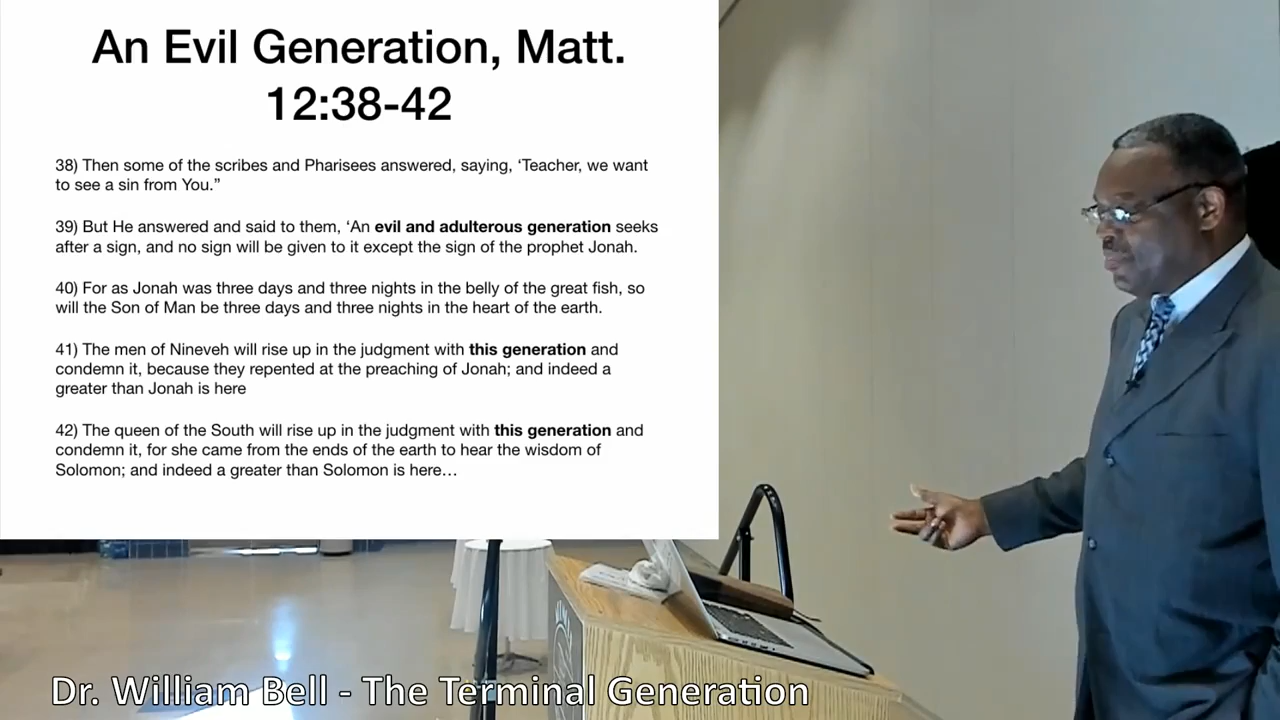 An Evil Generation, Matt.
12:38-42
38) Then some of the scribes and Pharisees answered, saying, ‘Teacher, we want
to see a sin from You.”
39) But He answered and said to them, ‘An evil and adulterous generation seeks
after a sign, and no sign will be given to it except the sign of the prophet Jonah.
40) For as Jonah was three days and three nights in the belly of the great fish, so
will the Son of Man be three days and three nights in the heart of the earth.
41) The men of Nineveh will rise up in the judgment with this generation and
condemn it, because they repented at the preaching of Jonah; and indeed a
greater than Jonah is here
42) The queen of the South will rise up in the judgment with this generation and
condemn it, for she came from the ends of the earth to hear the wisdom of
Solomon; and indeed a greater than Solomon is here…
Dr. William Bell - The Terminal Generation